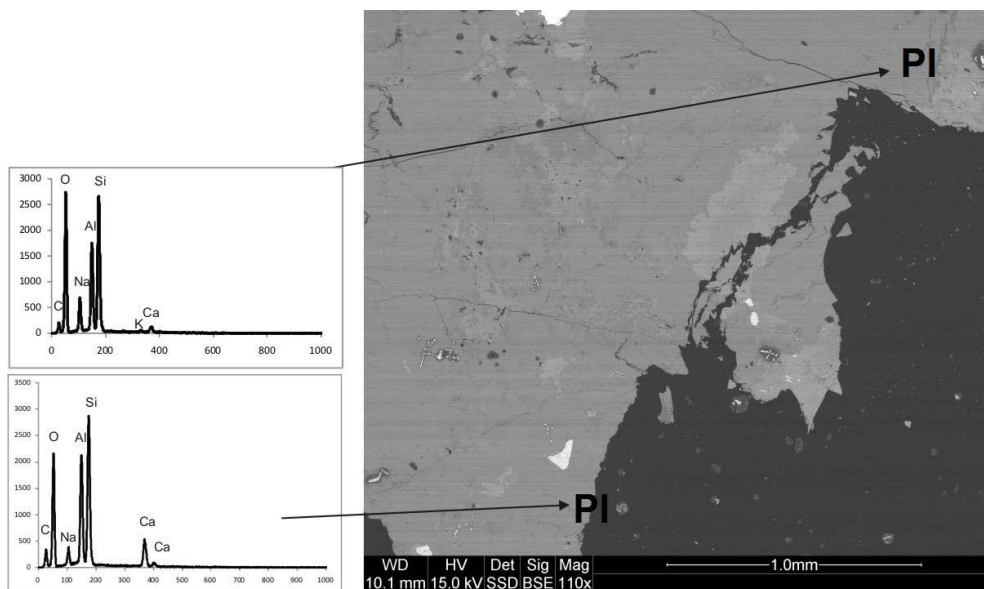 Pl
3000
2500
2000
1500
1000
500
0
O
Si
Al
Na
C
K
Ca
0 200 400 600 800 1000
3500
3000
2500
2000
1500
1000
500
0
Si
O
Al
C
Na
Ca
Ca
0 100 200 300 400 500 600 700 800 900 1000
Pl
WD HV Det Sig Mag 1.0mm
10.1 mm 15.0 kV SSD BSE 110x